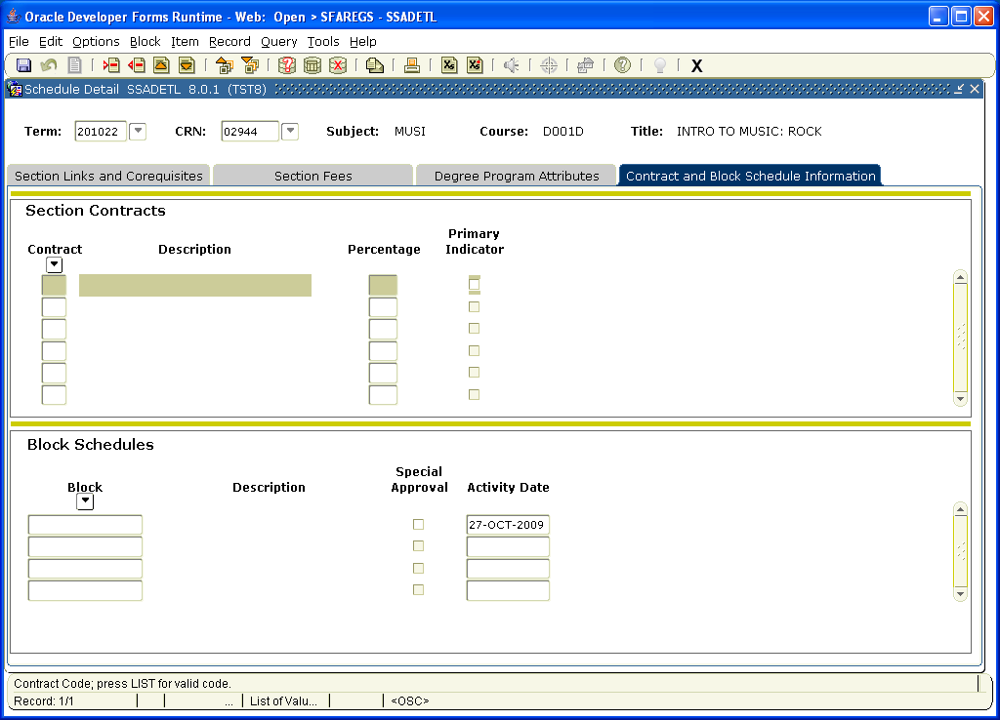 Oracle Developer Forms Runtime - Web: Open > SFAREGS - SSADETL
File Edit Options Block Item Record Query Tools Help
X
Schedule Detail SSADETL 8.0.1 (TST8)
Term: 201022 CRN: 02944 Subject: MUSI Course: D001D Title: INTRO TO MUSIC: ROCK
Section Links and Corequisites Section Fees Degree Program Attributes Contract and Block Schedule Information
Section Contracts
Primary
Contract Description Percentage Indicator
Block Schedules
Special
Block Description Approval Activity Date
27-OCT-2009
Contract Code; press LIST for valid code.
Record: 1/1 ... List of Valu... <OSC>